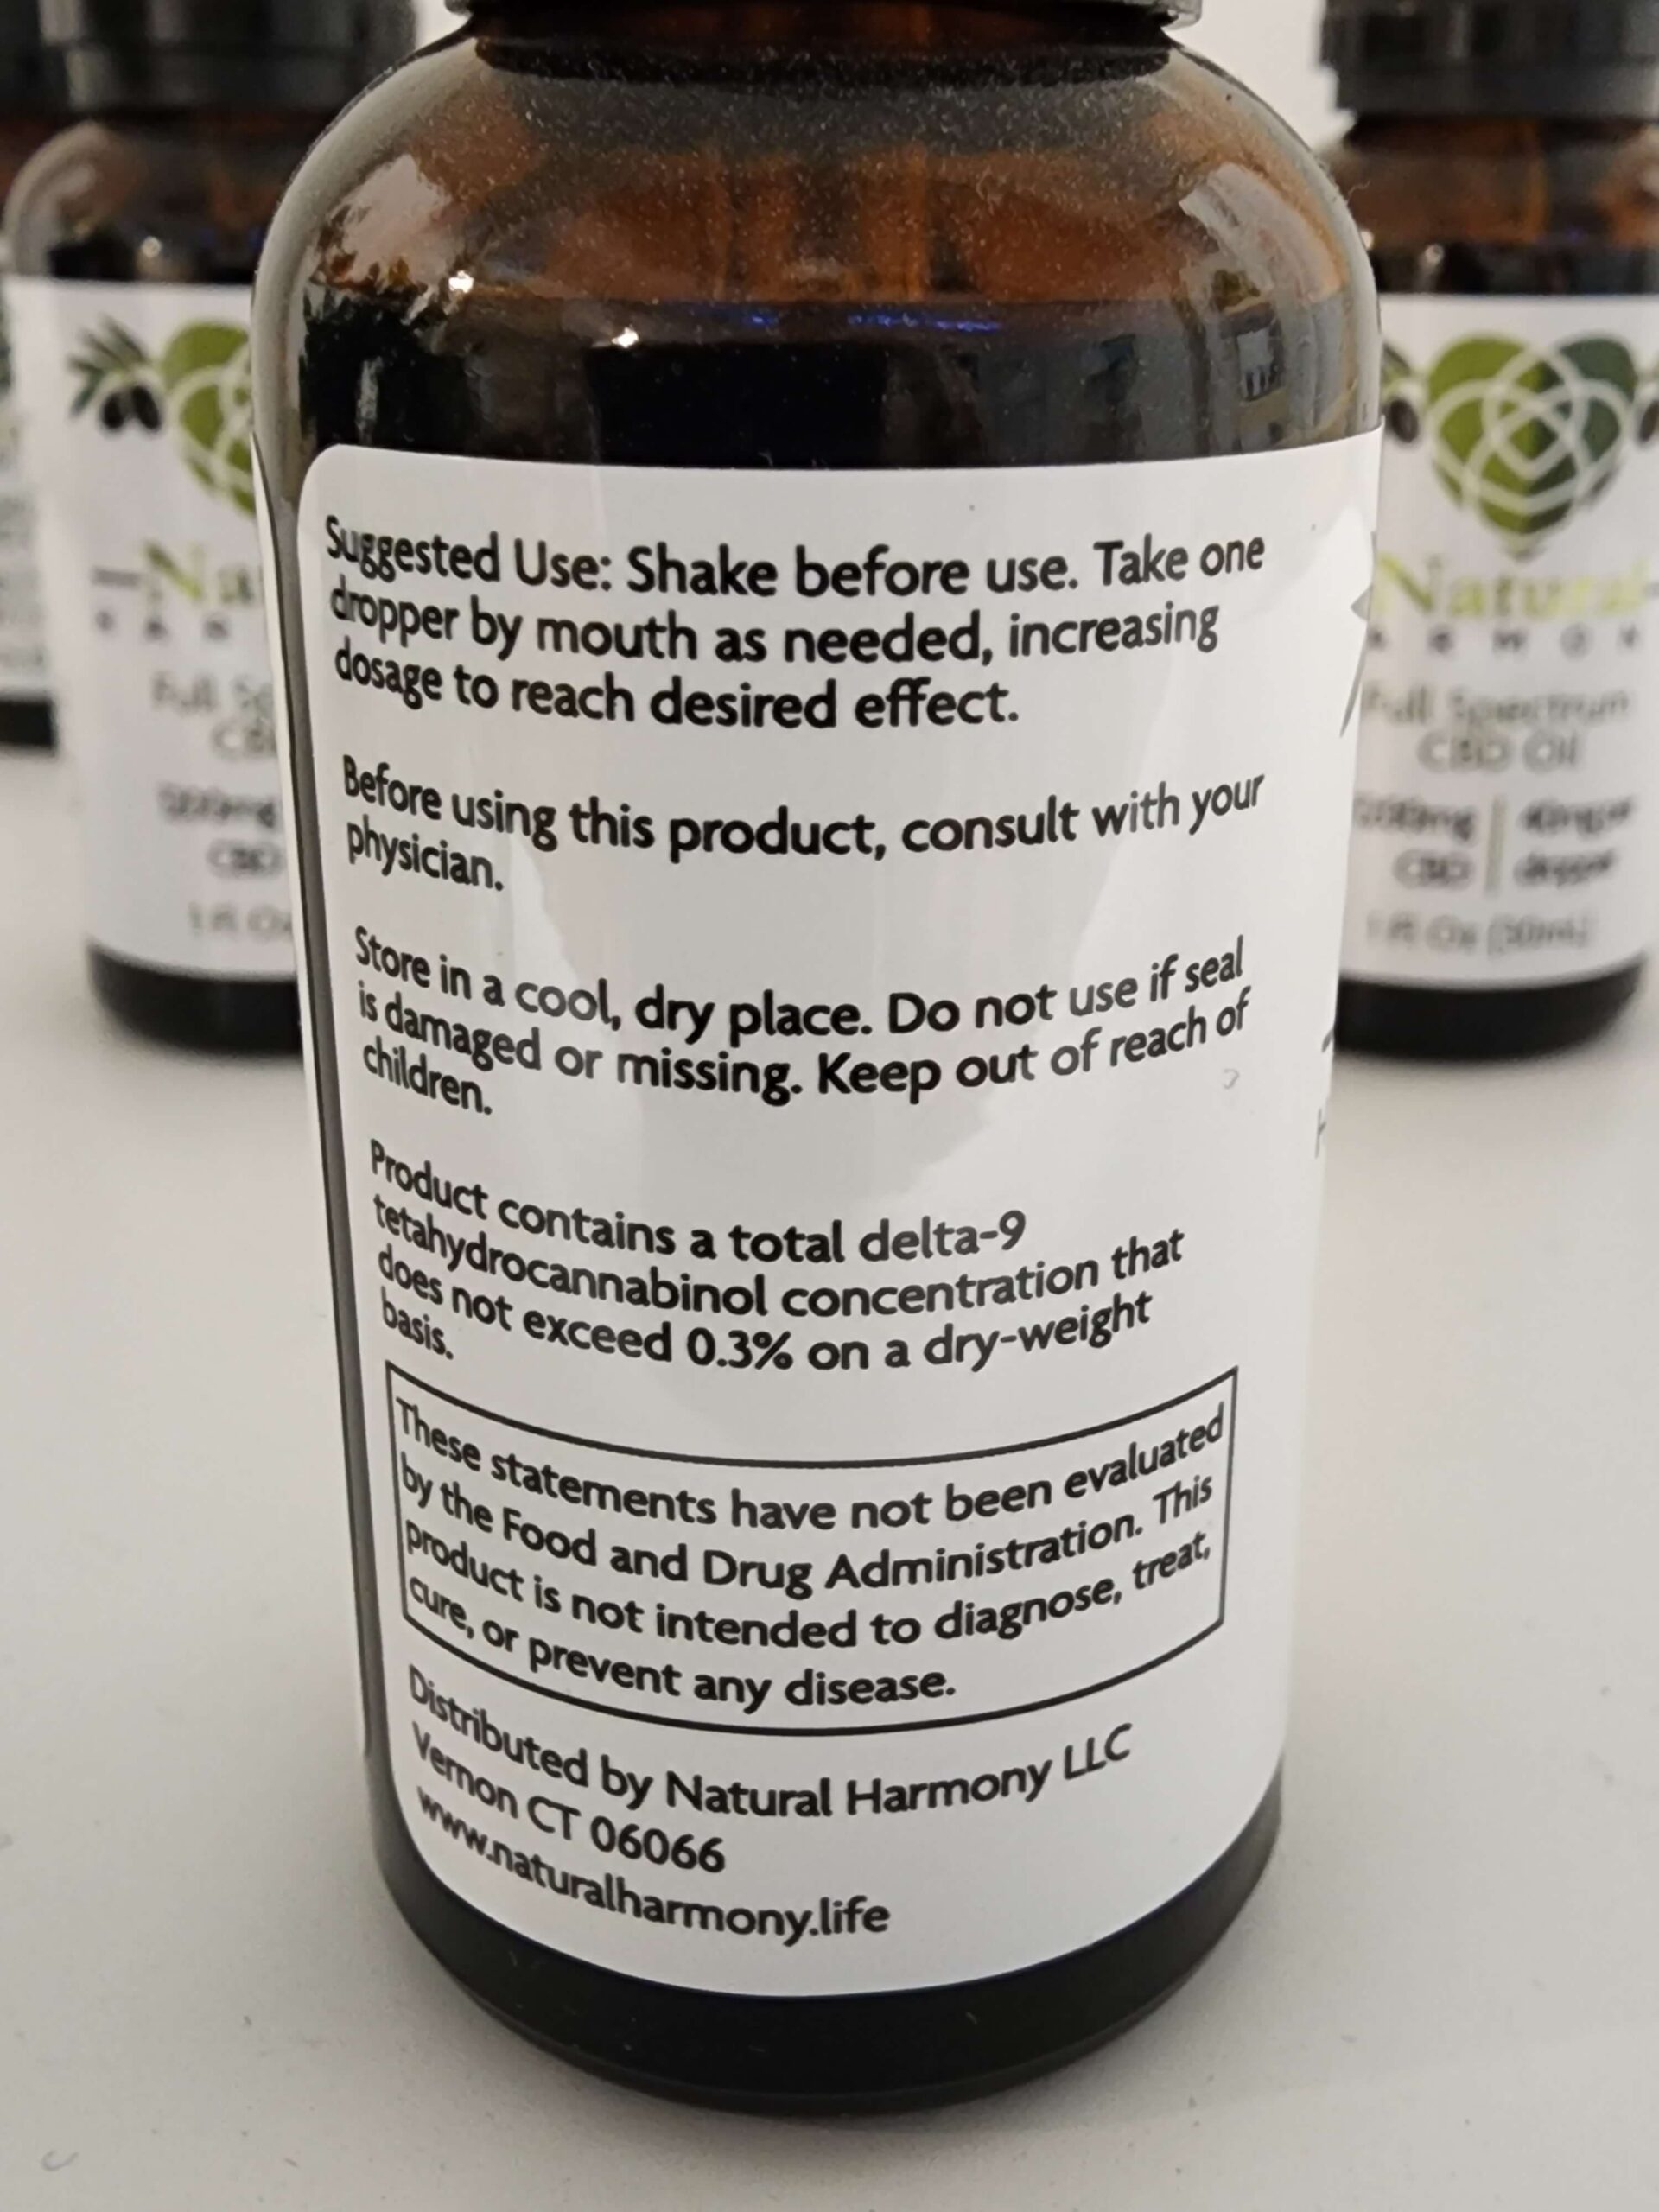 Suggested Use: Shake before use. Take one
dropper by mouth as needed, increasing
dosage to reach desired effect.
Before using this product, consult with your
physician.
Store in a cool, dry place. Do not use if seal
is damaged or missing. Keep out of reach of
children.
Product contains a total delta-9
tetahydrocannabinol concentration that
does not exceed 0.3% on a dry-weight
basis.
These statements have not been evaluated
by the Food and Drug Administration. This
product is not intended to diagnose, treat,
cure, or prevent any disease.
Distributed by Natural Harmony LLC
Vernon CT 06066
www.naturalharmony.life
Natural
Full Spectrum
CBD Oil
CBD
dropper
1 Fl Oz (30mL)